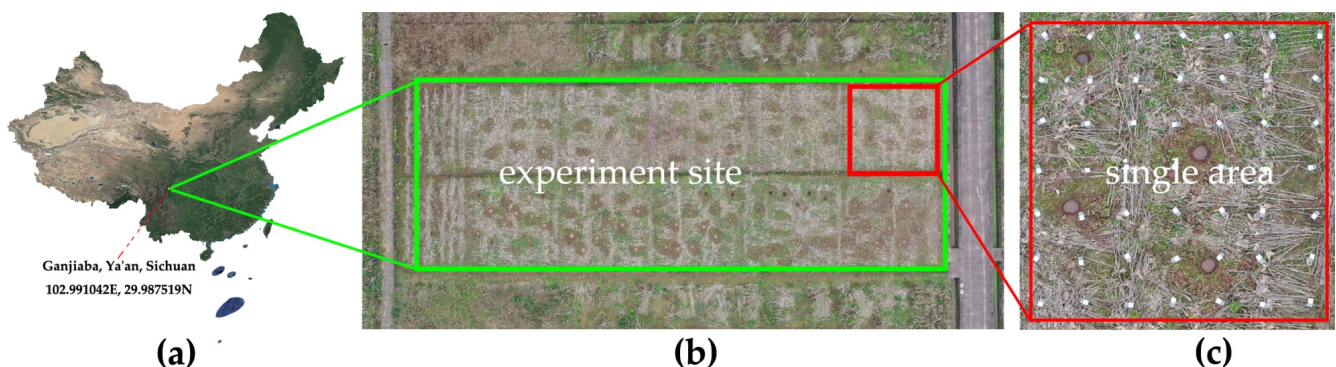 Ganjiaba, Ya'an, Sichuan
102.991042E, 29.987519N
experiment site
single area
(a)
(b)
(c)